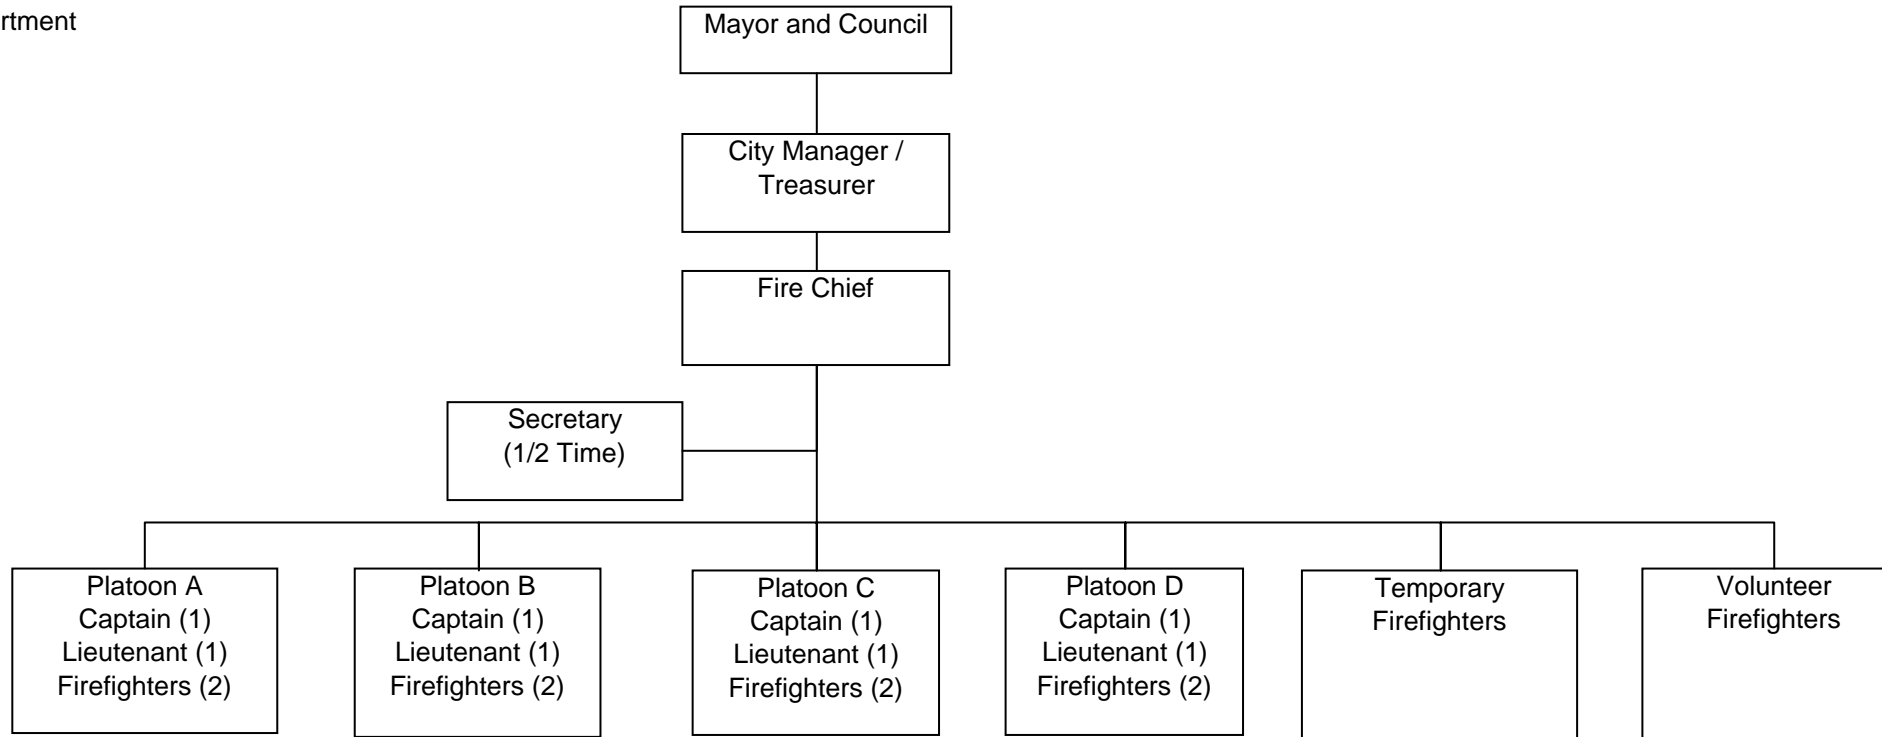 Mayor and Council
City Manager /
Treasurer
Fire Chief
Secretary
(1/2 Time)
Platoon A
Captain (1)
Lieutenant (1)
Firefighters (2)
Platoon B
Captain (1)
Lieutenant (1)
Firefighters (2)
Platoon C
Captain (1)
Lieutenant (1)
Firefighters (2)
Platoon D
Captain (1)
Lieutenant (1)
Firefighters (2)
Temporary
Firefighters
Volunteer
Firefighters